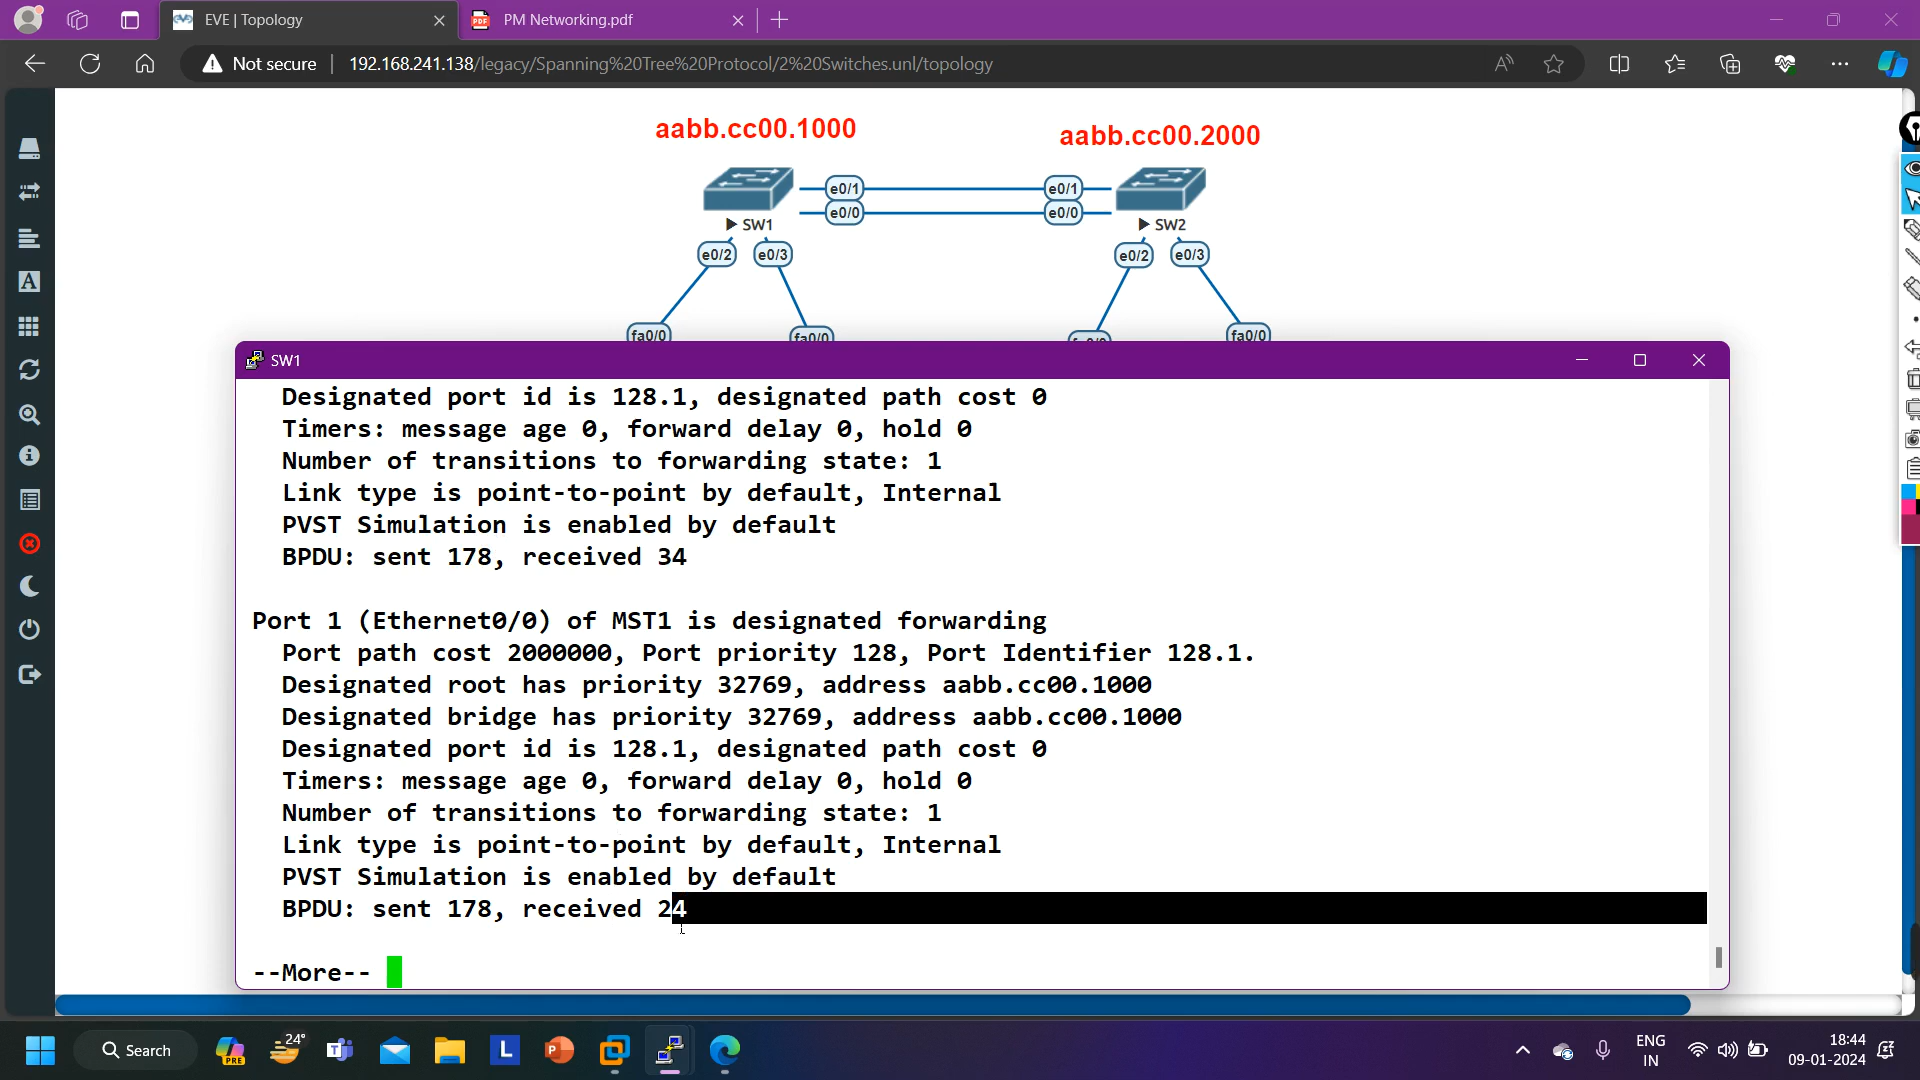 EVE | Topology
PM Networking.pdf
Not secure
192.168.241.138/legacy/Spanning%20Tree%20Protocol/2%20Switches.unl/topology
aabb.cc00.1000
aabb.cc00.2000
e0/1
e0/1
e0/0
e0/0
SW1
SW2
e0/2
e0/3
e0/2
e0/3
fa0/0
fa0/0
fa0/0
SW1
Designated port id is 128.1, designated path cost 0
Timers: message age 0, forward delay 0, hold 0
Number of transitions to forwarding state: 1
Link type is point-to-point by default, Internal
PVST Simulation is enabled by default
BPDU: sent 178, received 34
Port 1 (Ethernet0/0) of MST1 is designated forwarding
Port path cost 2000000, Port priority 128, Port Identifier 128.1.
Designated root has priority 32769, address aabb.cc00.1000
Designated bridge has priority 32769, address aabb.cc00.1000
Designated port id is 128.1, designated path cost 0
Timers: message age 0, forward delay 0, hold 0
Number of transitions to forwarding state: 1
Link type is point-to-point by default, Internal
PVST Simulation is enabled by default
BPDU: sent 178, received 24
--More--
Search
PRE
24°
L
ENG
IN
18:44
09-01-2024